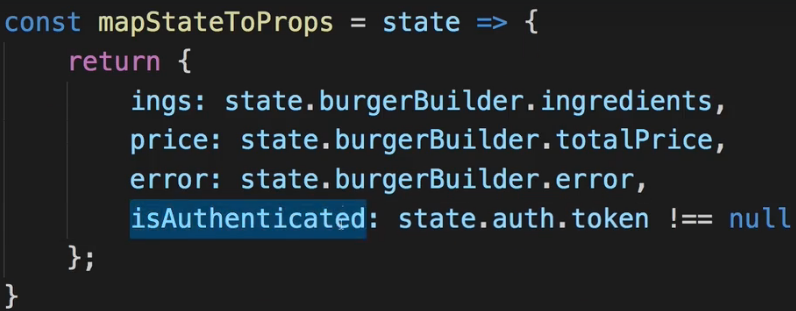 const mapStateToProps = state => {
return {
ings: state.burgerBuilder.ingredients,
price: state.burgerBuilder.totalPrice,
error: state.burgerBuilder.error,
isAuthenticated: state.auth.token !== null
};
}